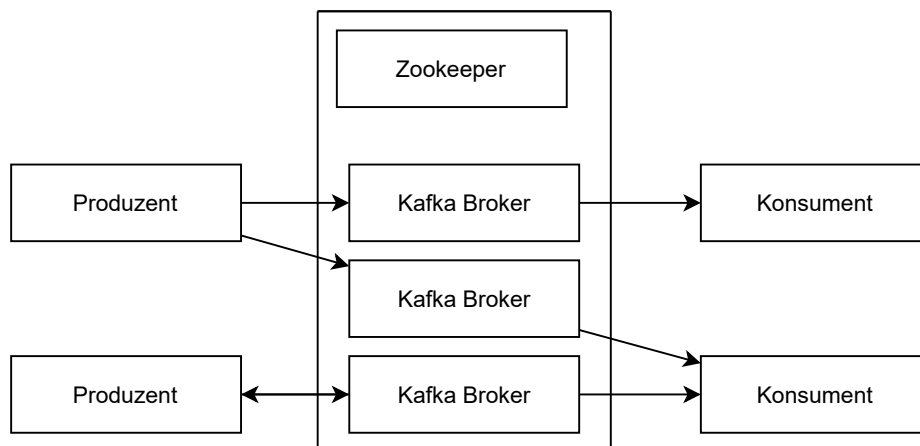 Zookeeper
Produzent
Kafka Broker
Konsument
Kafka Broker
Produzent
Kafka Broker
Konsument